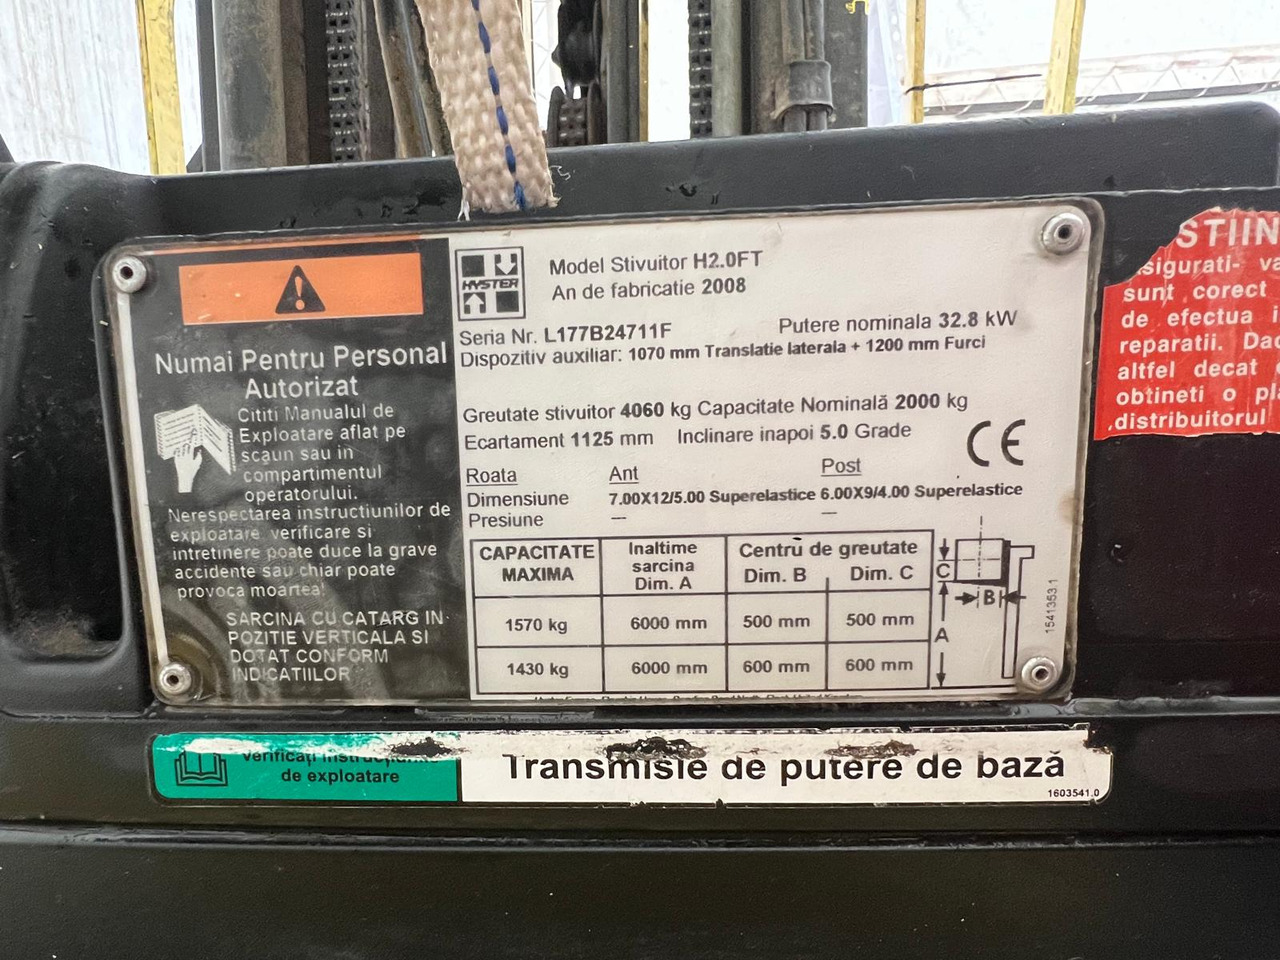 Numai Pentru Personal
Autorizat
Cititi Manualul de
Exploatare aflat pe
scaun sau in
compartimentul
operatorului.
Nerespectarea instructiunilor de
exploatare, verificare si
intretinere poate duce la grave
accidente sau chiar poate
provoca moartea!
SARCINA CU CATARG IN
POZITIE VERTICALA SI
DOTAT CONFORM
INDICATIILOR
HYSTER
Model Stivuitor H2.0FT
An de fabricatie 2008
Seria Nr. L177B24711F Putere nominala 32.8 kW
Dispozitiv auxiliar: 1070 mm Translatie laterala + 1200 mm Furci
Greutate stivuitor 4060 kg Capacitate Nominală 2000 kg
Ecartament 1125 mm Inclinare inapoi 5.0 Grade
CE
Roata Ant Post
Dimensiune 7.00X12/5.00 Superelastice 6.00X9/4.00 Superelastice
Presiune — —
CAPACITATE MAXIMA Inaltime sarcina Dim. A Centru de greutate Dim. B Dim. C
1570 kg 6000 mm 500 mm 500 mm
1430 kg 6000 mm 600 mm 600 mm
C
B
A
1541353.1
STIIN
sigurati- va
sunt corect
de efectua
reparatii.
altfel decat
obtineti o
distribuitorul
Verificați instrucțiun
de exploatare
Transmisie de putere de bază
1603541.0